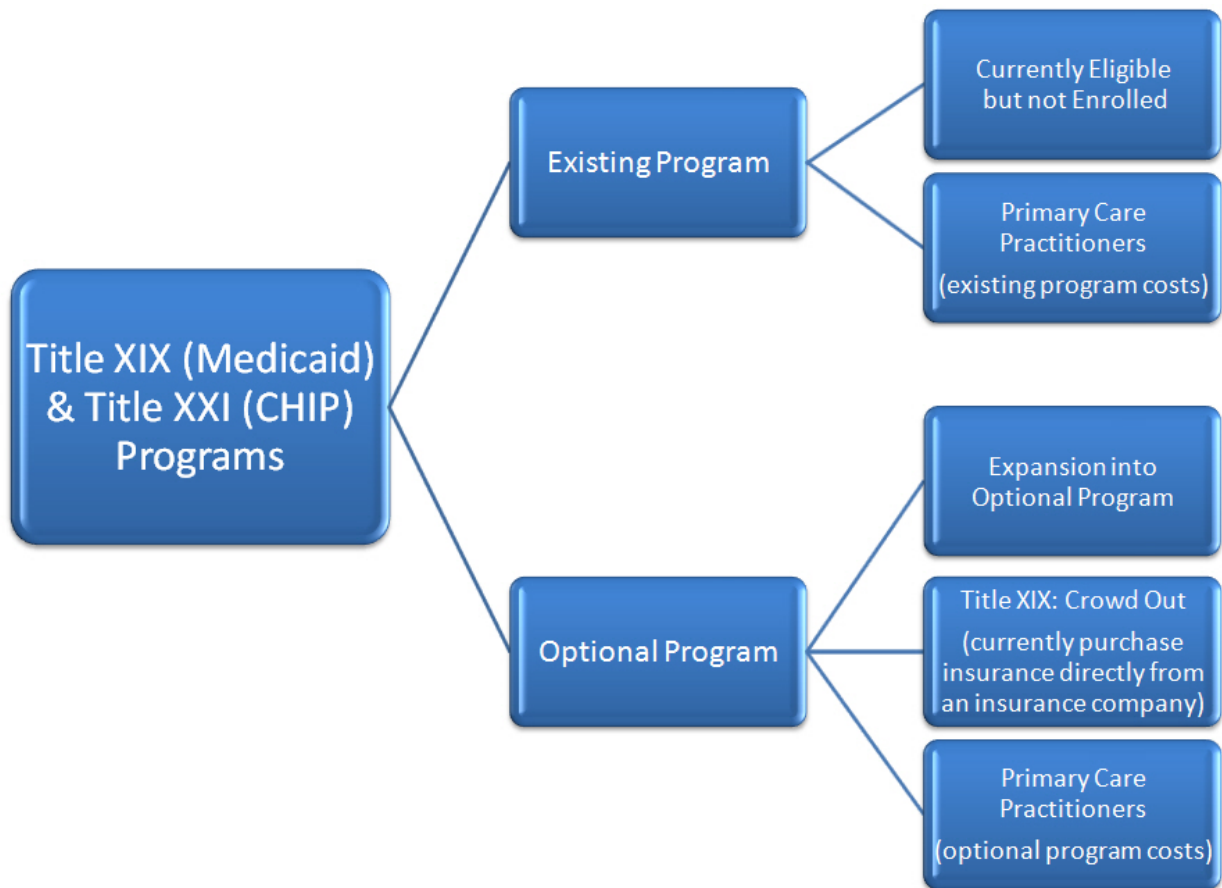 Title XIX (Medicaid)
& Title XXI (CHIP)
Programs
Existing Program
Currently Eligible
but not Enrolled
Primary Care
Practitioners
(existing program costs)
Optional Program
Expansion into
Optional Program
Title XIX: Crowd Out
(currently purchase
insurance directly from
an insurance company)
Primary Care
Practitioners
(optional program costs)